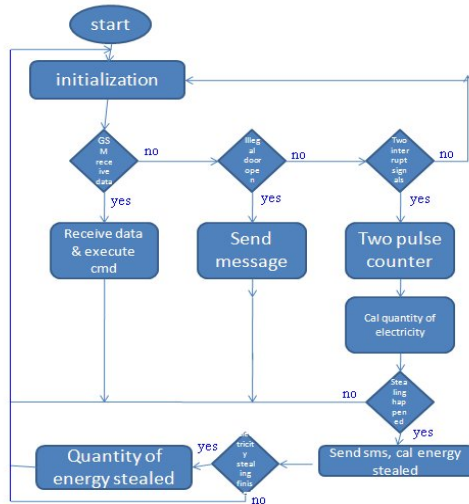 start
initialization
GS
M
rece
ive
data
no
Illeg
al
door
open
no
Two
inter
rupt
sign
als
no
yes
yes
yes
Receive data
& execute
cmd
Send
message
Two pulse
counter
Cal quantity of
electricity
no
Stea
ling
hap
pen
ed
yes
Send sms, cal energy
stealed
tricit
y
steal
ing
finis
yes
Quantity of
energy stealed
no